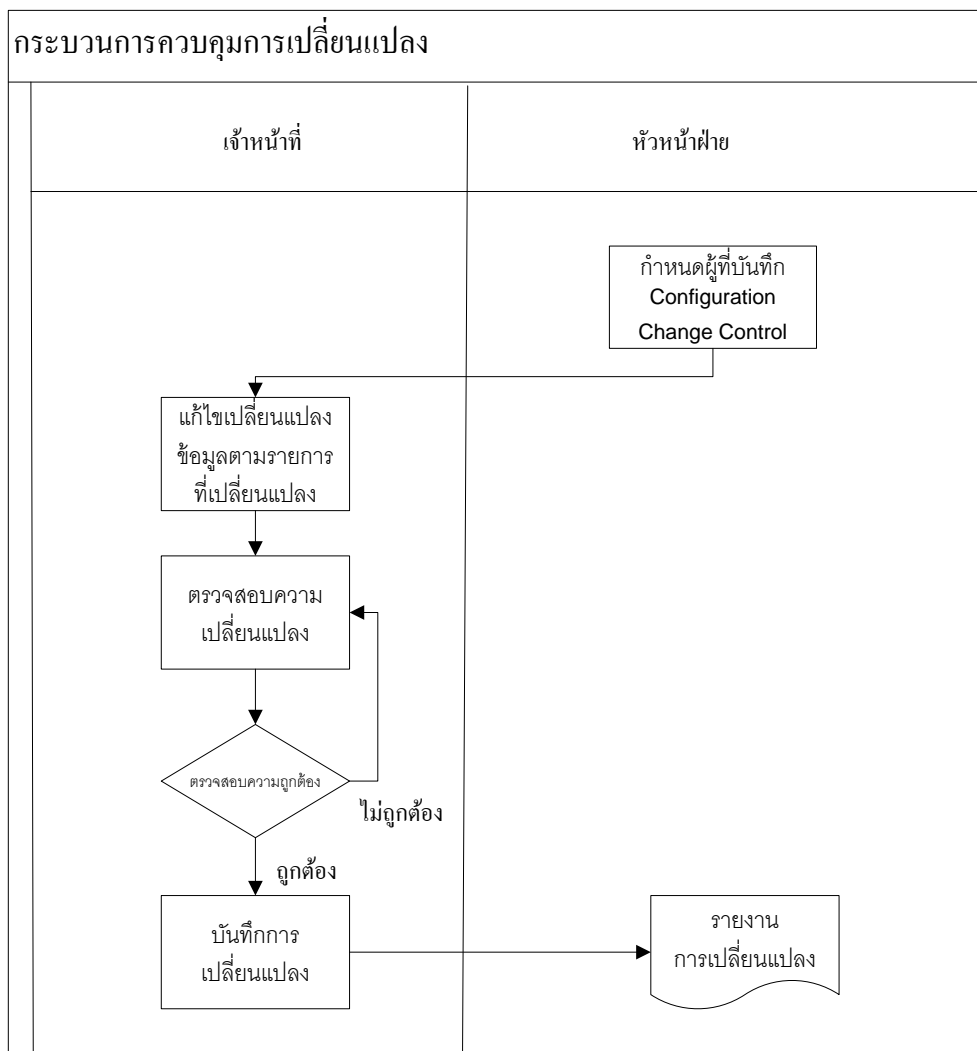 กระบวนการควบคุมการเปลี่ยนแปลง
เจ้าหน้าที่
หัวหน้าฝ่าย
กำหนดผู้ที่บันทึก
Configuration
Change Control
แก้ไขเปลี่ยนแปลง
ข้อมูลตามรายการ
ที่เปลี่ยนแปลง
ตรวจสอบความ
เปลี่ยนแปลง
ตรวจสอบความถูกต้อง
ไม่ถูกต้อง
ถูกต้อง
บันทึกการ
เปลี่ยนแปลง
รายงาน
การเปลี่ยนแปลง